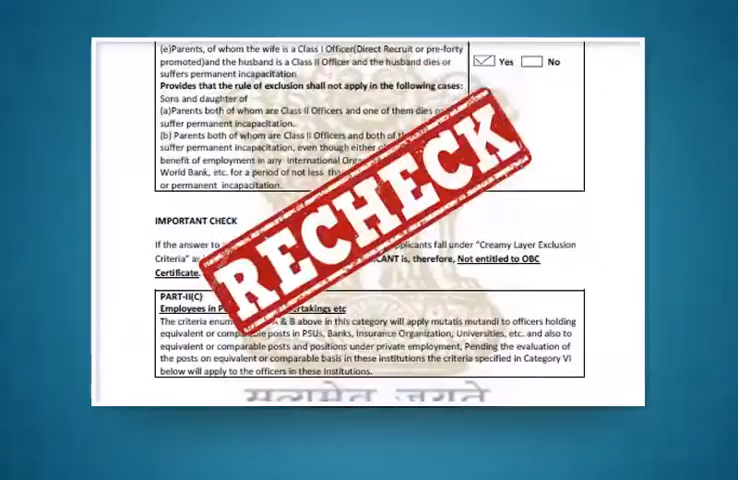 (e)Parents, of whom the wife is a Class I Officer(Direct Recruit or pre-forty
promoted)and the husband is a Class II Officer and the husband dies or
suffers permanent incapacitation
Yes No
Provides that the rule of exclusion shall not apply in the following cases:
Sons and daughter of
(a)Parents both of whom are Class II Officers and one of them dies
suffer permanent incapacitation.
(b) Parents both of whom are Class II Officers and both of
suffer permanent incapacitation, even though either
benefit of employment in any International
World Bank, etc. for a period of not less
or permanent incapacitation.
RECHECK
IMPORTANT CHECK
If the answer to fall under "Creamy Layer Exclusion
Criteria" is, therefore, Not entitled to OBC
Certificate.
PART-II(C)
Employees in etc
The criteria A & B above in this category will apply mutatis mutandi to officers holding
equivalent or posts in PSUs, Banks, Insurance Organization, Universities, etc. and also to
equivalent or comparable posts and positions under private employment, Pending the evaluation of
the posts on equivalent or comparable basis in these institutions the criteria specified in Category VI
below will apply to the officers in these Institutions.
सत्यमेव जयते